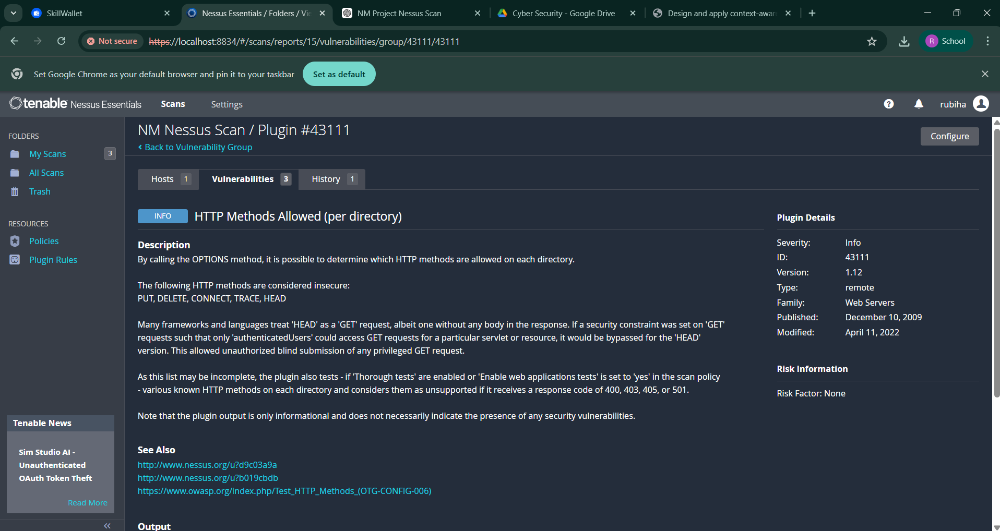 SkillWallet
Nessus Essentials / Folders / Vie
NM Project Nessus Scan
Cyber Security - Google Drive
Design and apply context-awar
Not secure
https://localhost:8834/#/scans/reports/15/vulnerabilities/group/43111/43111
R
School
Set Google Chrome as your default browser and pin it to your taskbar
Set as default
tenable Nessus Essentials
Scans
Settings
?
rubiha
FOLDERS
My Scans
3
All Scans
Trash
RESOURCES
Policies
Plugin Rules
Tenable News
Sim Studio AI -
Unauthenticated
OAuth Token Theft
Read More
NM Nessus Scan / Plugin #43111
Back to Vulnerability Group
Configure
Hosts 1
Vulnerabilities 3
History 1
INFO
HTTP Methods Allowed (per directory)
Description
By calling the OPTIONS method, it is possible to determine which HTTP methods are allowed on each directory.
The following HTTP methods are considered insecure:
PUT, DELETE, CONNECT, TRACE, HEAD
Many frameworks and languages treat 'HEAD' as a 'GET' request, albeit one without any body in the response. If a security constraint was set on 'GET'
requests such that only 'authenticatedUsers' could access GET requests for a particular servlet or resource, it would be bypassed for the 'HEAD'
version. This allowed unauthorized blind submission of any privileged GET request.
As this list may be incomplete, the plugin also tests - if 'Thorough tests' are enabled or 'Enable web applications tests' is set to 'yes' in the scan policy
- various known HTTP methods on each directory and considers them as unsupported if it receives a response code of 400, 403, 405, or 501.
Note that the plugin output is only informational and does not necessarily indicate the presence of any security vulnerabilities.
See Also
http://www.nessus.org/u?d9c03a9a
http://www.nessus.org/u?b019cbdb
https://www.owasp.org/index.php/Test_HTTP_Methods_(OTG-CONFIG-006)
Output
Plugin Details
Severity: Info
ID: 43111
Version: 1.12
Type: remote
Family: Web Servers
Published: December 10, 2009
Modified: April 11, 2022
Risk Information
Risk Factor: None